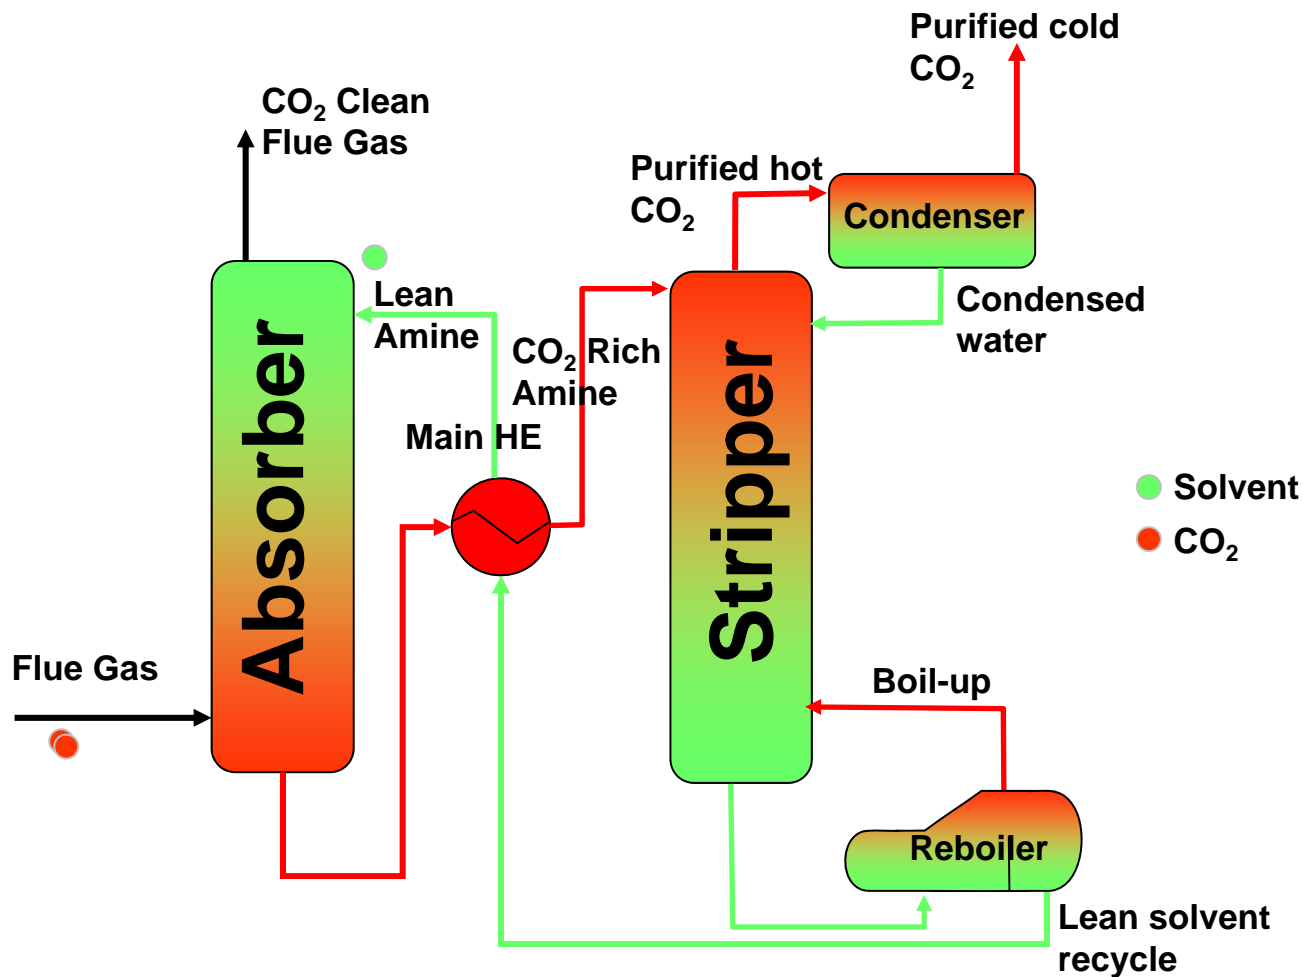 Purified cold
CO₂
CO₂ Clean
Flue Gas
Purified hot
CO₂
Condenser
Lean
Amine
Condensed
water
CO₂ Rich
Amine
Main HE
Absorber
Stripper
Solvent
CO₂
Flue Gas
Boil-up
Reboiler
Lean solvent
recycle